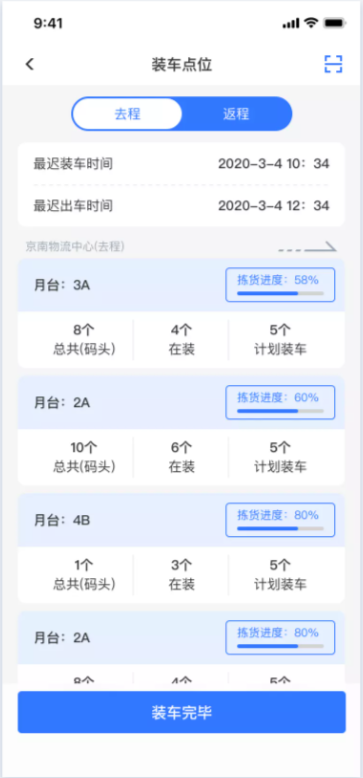 9:41
装车点位
去程
返程
最迟装车时间
2020-3-4 10：34
最迟出车时间
2020-3-4 12：34
京南物流中心(去程)
月台：3A
拣货进度：58%
8个
4个
5个
总共(码头)
在装
计划装车
月台：2A
拣货进度：60%
10个
6个
5个
总共(码头)
在装
计划装车
月台：4B
拣货进度：80%
1个
3个
5个
总共(码头)
在装
计划装车
月台：2A
拣货进度：80%
8个
4个
5个
装车完毕